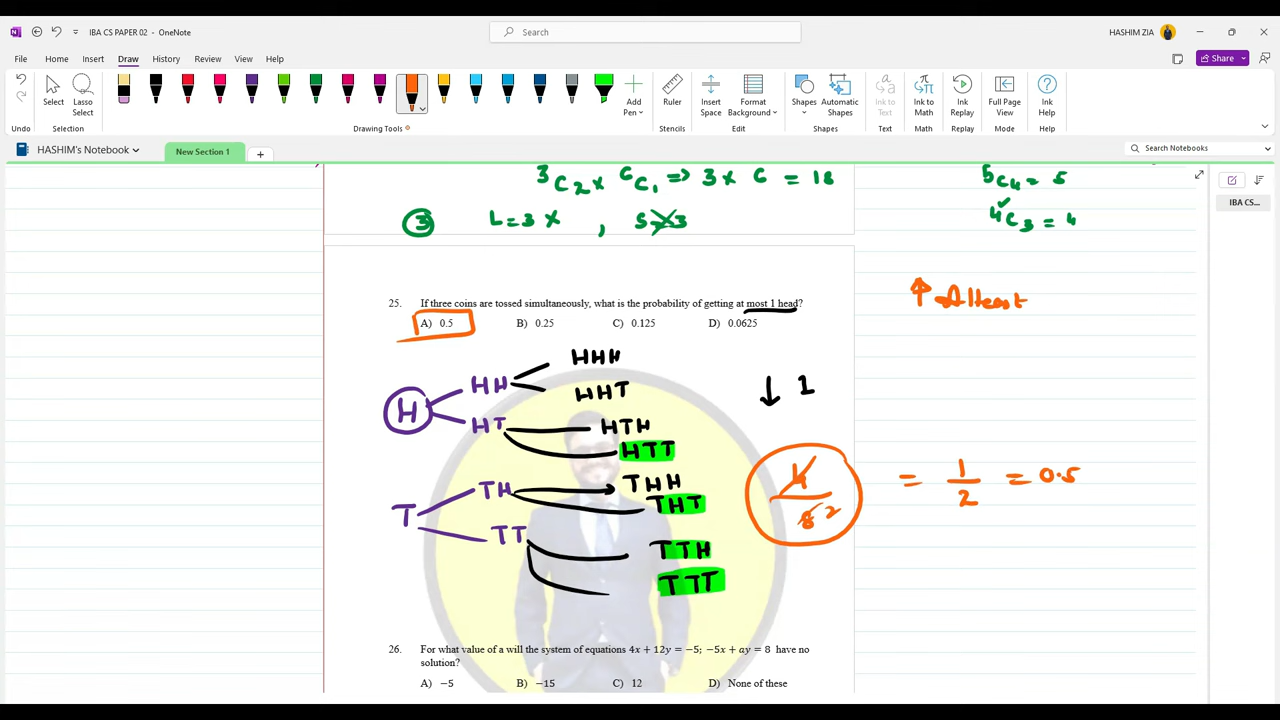 IBA CS PAPER 02 - OneNote
Search
HASHIM ZIA
File Home Insert Draw History Review View Help
Share
Undo
Select
Lasso Select
Add Pen
Ruler
Insert Space
Format Background
Shapes
Automatic Shapes
Ink to Text
Ink to Math
Ink Replay
Full Page View
Ink Help
Undo Selection Drawing Tools Stencils Edit Shapes Text Math Replay Mode Help
HASHIM's Notebook New Section 1 + Search Notebooks
IBA CS...
3C2 x 6C1 => 3 x 6 = 18
5C4 = 5
3 L=3 X , S=3
4C3 = 4
25. If three coins are tossed simultaneously, what is the probability of getting at most 1 head?
A) 0.5 B) 0.25 C) 0.125 D) 0.0625
↑ Atleast
HHH
H HH HHT
↓ 1
HT HTH
HTT
T TH THH
THT
TT TTH
TTT
4/8 2 = 1/2 = 0.5
26. For what value of a will the system of equations 4x + 12y = −5; −5x + ay = 8 have no
solution?
A) −5 B) −15 C) 12 D) None of these